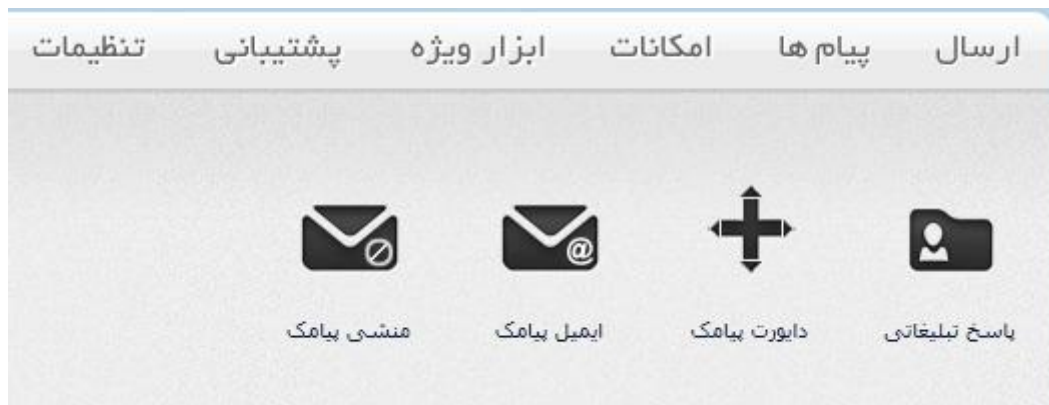 ارسال پیام ها امکانات ابزار ویژه پشتیبانی تنظیمات
پاسخ تبلیغاتی دایورت پیامک ایمیل پیامک منشی پیامک